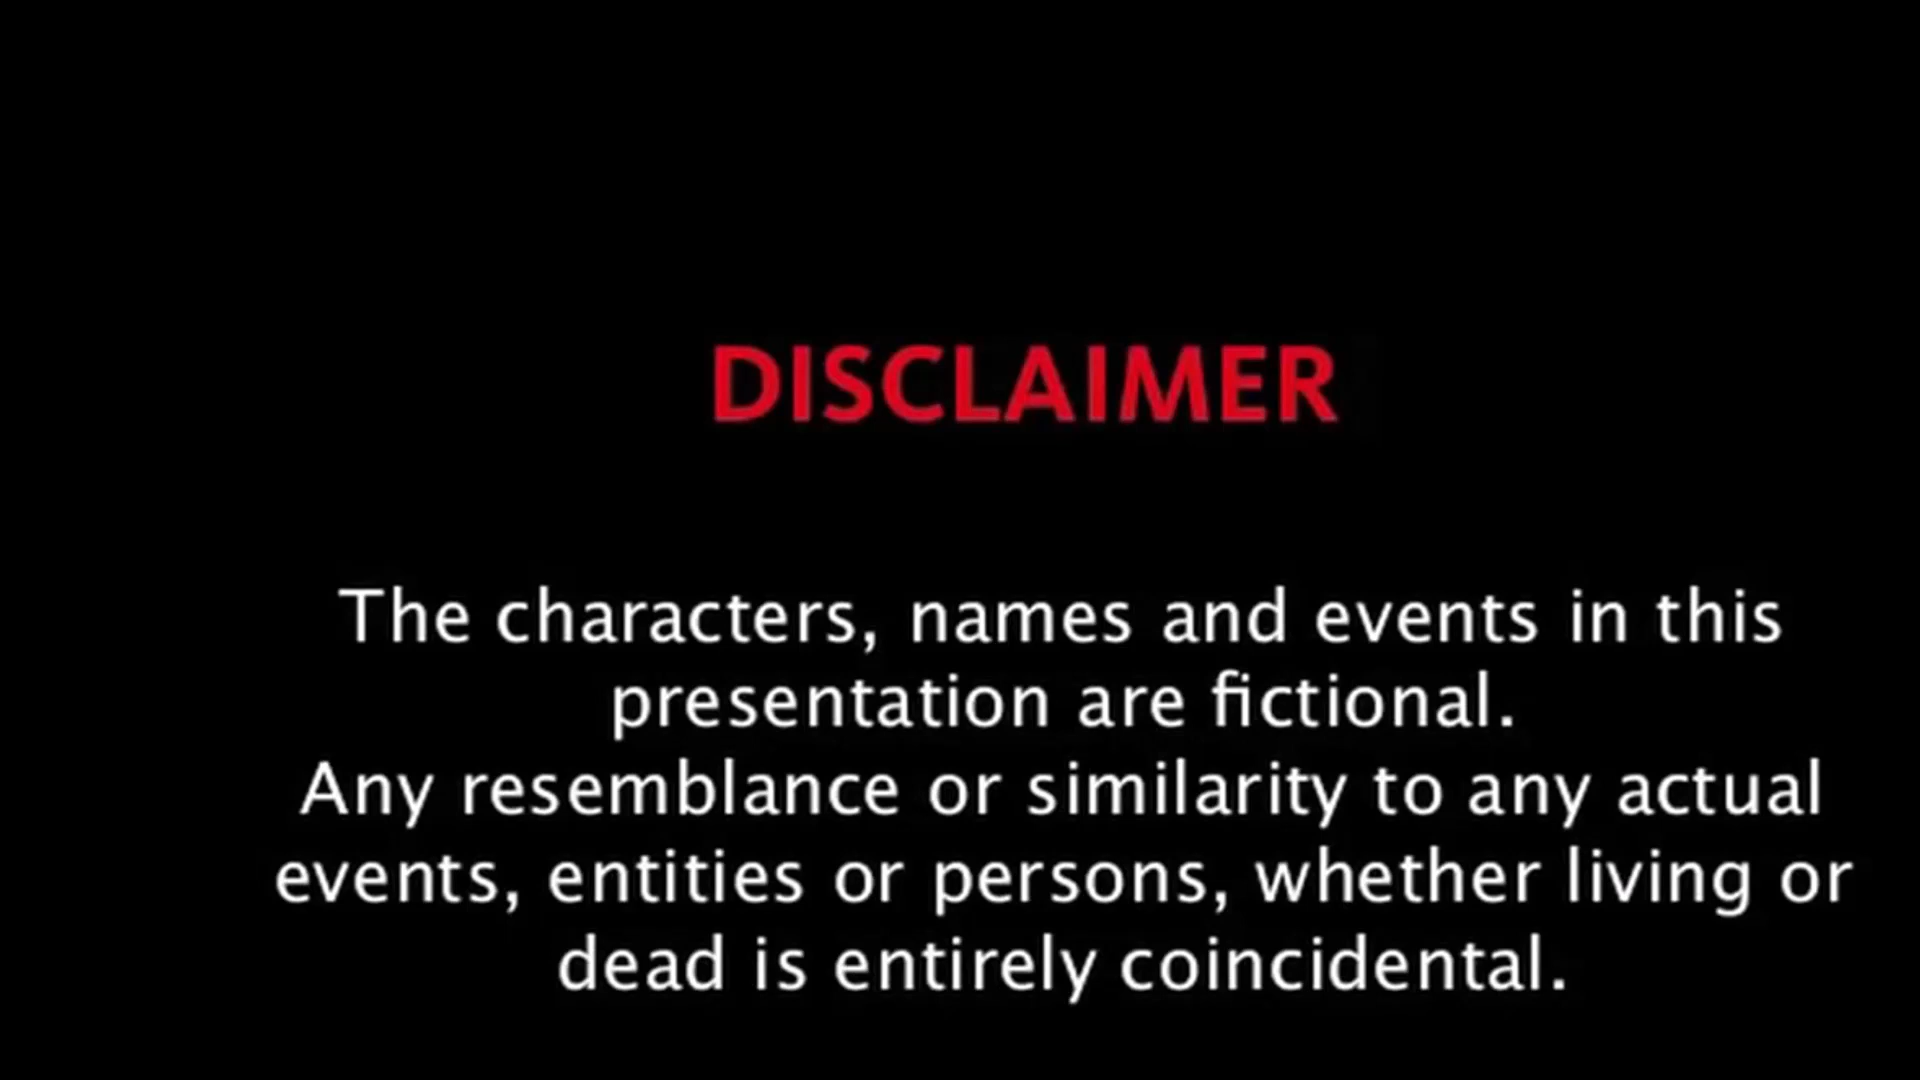 DISCLAIMER
The characters, names and events in this
presentation are fictional.
Any resemblance or similarity to any actual
events, entities or persons, whether living or
dead is entirely coincidental.